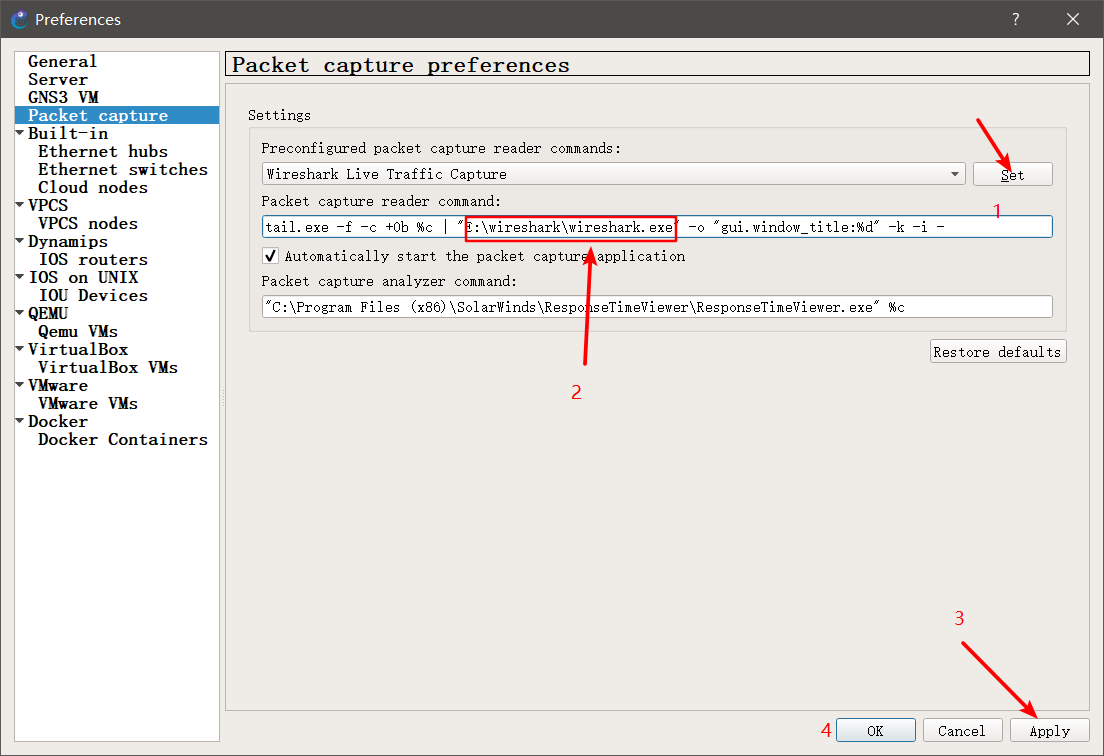 Preferences
?
General
Server
GNS3 VM
Packet capture
Built-in
Ethernet hubs
Ethernet switches
Cloud nodes
VPCS
VPCS nodes
Dynamips
IOS routers
IOS on UNIX
IOU Devices
QEMU
Qemu VMs
VirtualBox
VirtualBox VMs
VMware
VMware VMs
Docker
Docker Containers
Packet capture preferences
Settings
Preconfigured packet capture reader commands:
Wireshark Live Traffic Capture
Set
1
Packet capture reader command:
tail.exe -f -c +0b %c | "E:\wireshark\wireshark.exe" -o "gui.window_title:%d" -k -i -
Automatically start the packet capture application
Packet capture analyzer command:
"C:\Program Files (x86)\SolarWinds\ResponseTimeViewer\ResponseTimeViewer.exe" %c
Restore defaults
2
3
4
OK
Cancel
Apply